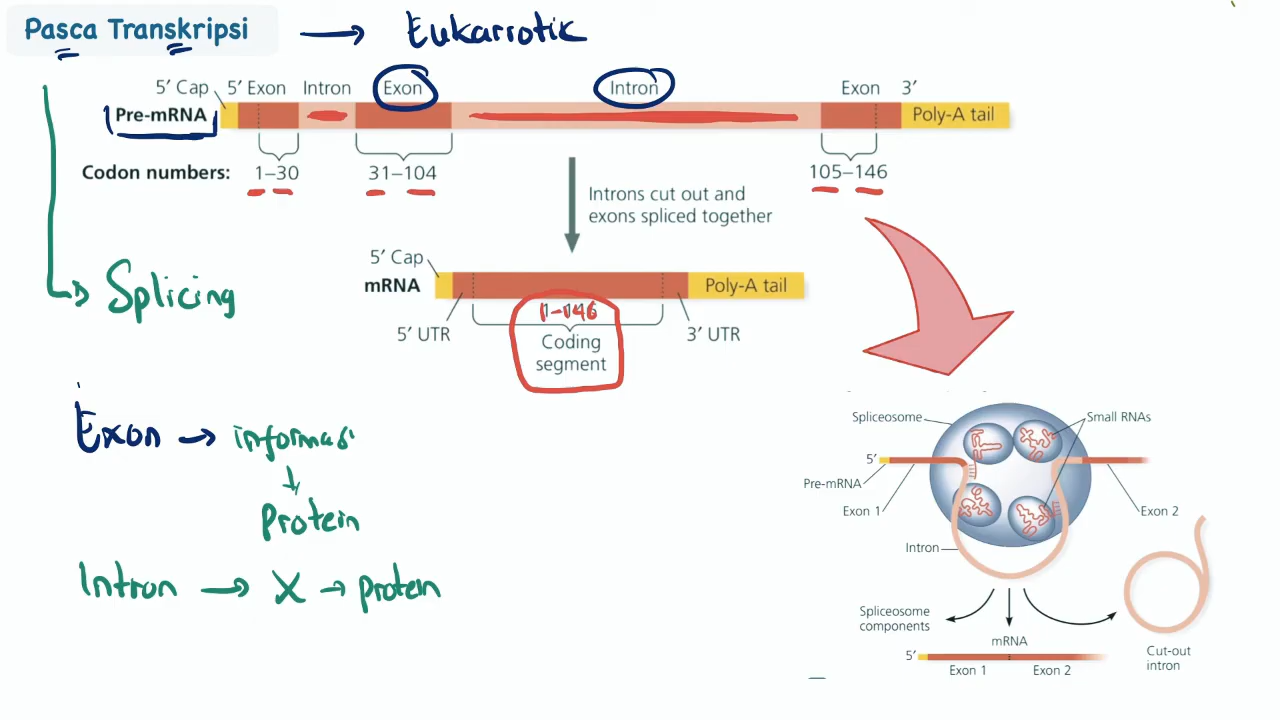 Pasca Transkripsi → Eukarrotik
5′ Cap 5′ Exon Intron Exon Intron Exon 3′
Pre-mRNA Poly-A tail
Codon numbers: 1–30 31–104 105–146
Introns cut out and
exons spliced together
5′ Cap
mRNA Poly-A tail
1-146
5′ UTR 3′ UTR
Coding
segment
Splicing
Exon → informasi
↓
Protein
Intron → X → protein
Spliceosome Small RNAs
5′
Pre-mRNA
Exon 1 Exon 2
Intron
Spliceosome
components
mRNA
5′
Exon 1 Exon 2
Cut-out
intron